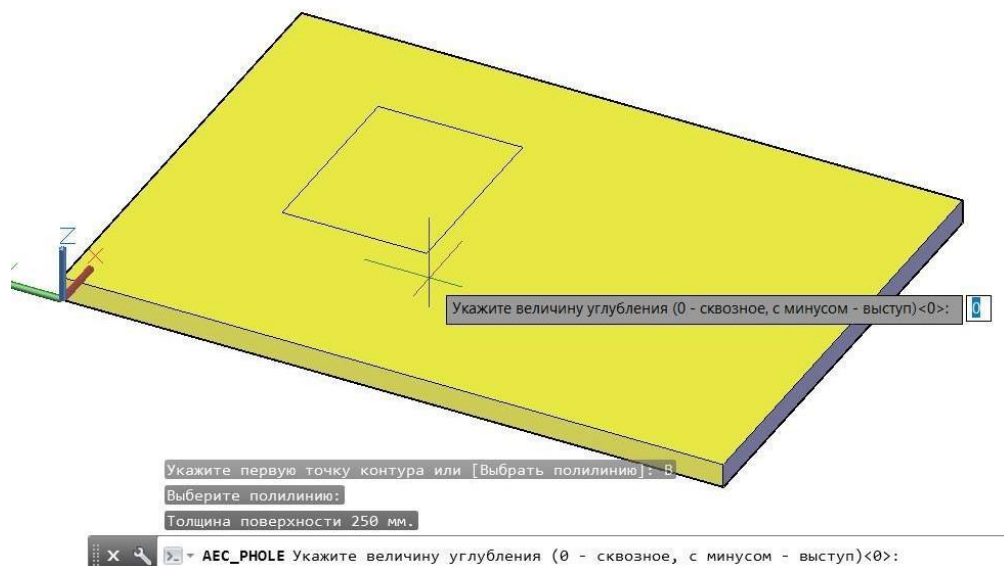 Z
X
Укажите величину углубления (0 - сквозное, с минусом - выступ)<0>: 0
Укажите первую точку контура или [Выбрать полилинию]: В
Выберите полилинию:
Толщина поверхности 250 мм.
AEC_PHOLE Укажите величину углубления (0 - сквозное, с минусом - выступ)<0>: